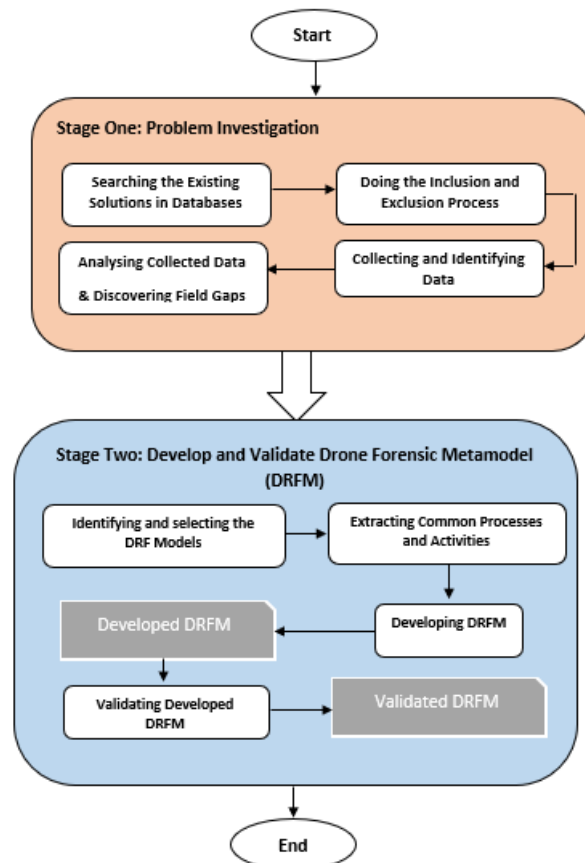 Start
Stage One: Problem Investigation
Searching the Existing
Solutions in Databases
Doing the Inclusion and
Exclusion Process
Collecting and Identifying
Data
Analysing Collected Data
& Discovering Field Gaps
Stage Two: Develop and Validate Drone Forensic Metamodel
(DRFM)
Identifying and selecting the
DRF Models
Extracting Common Processes
and Activities
Developing DRFM
Developed DRFM
Validating Developed
DRFM
Validated DRFM
End